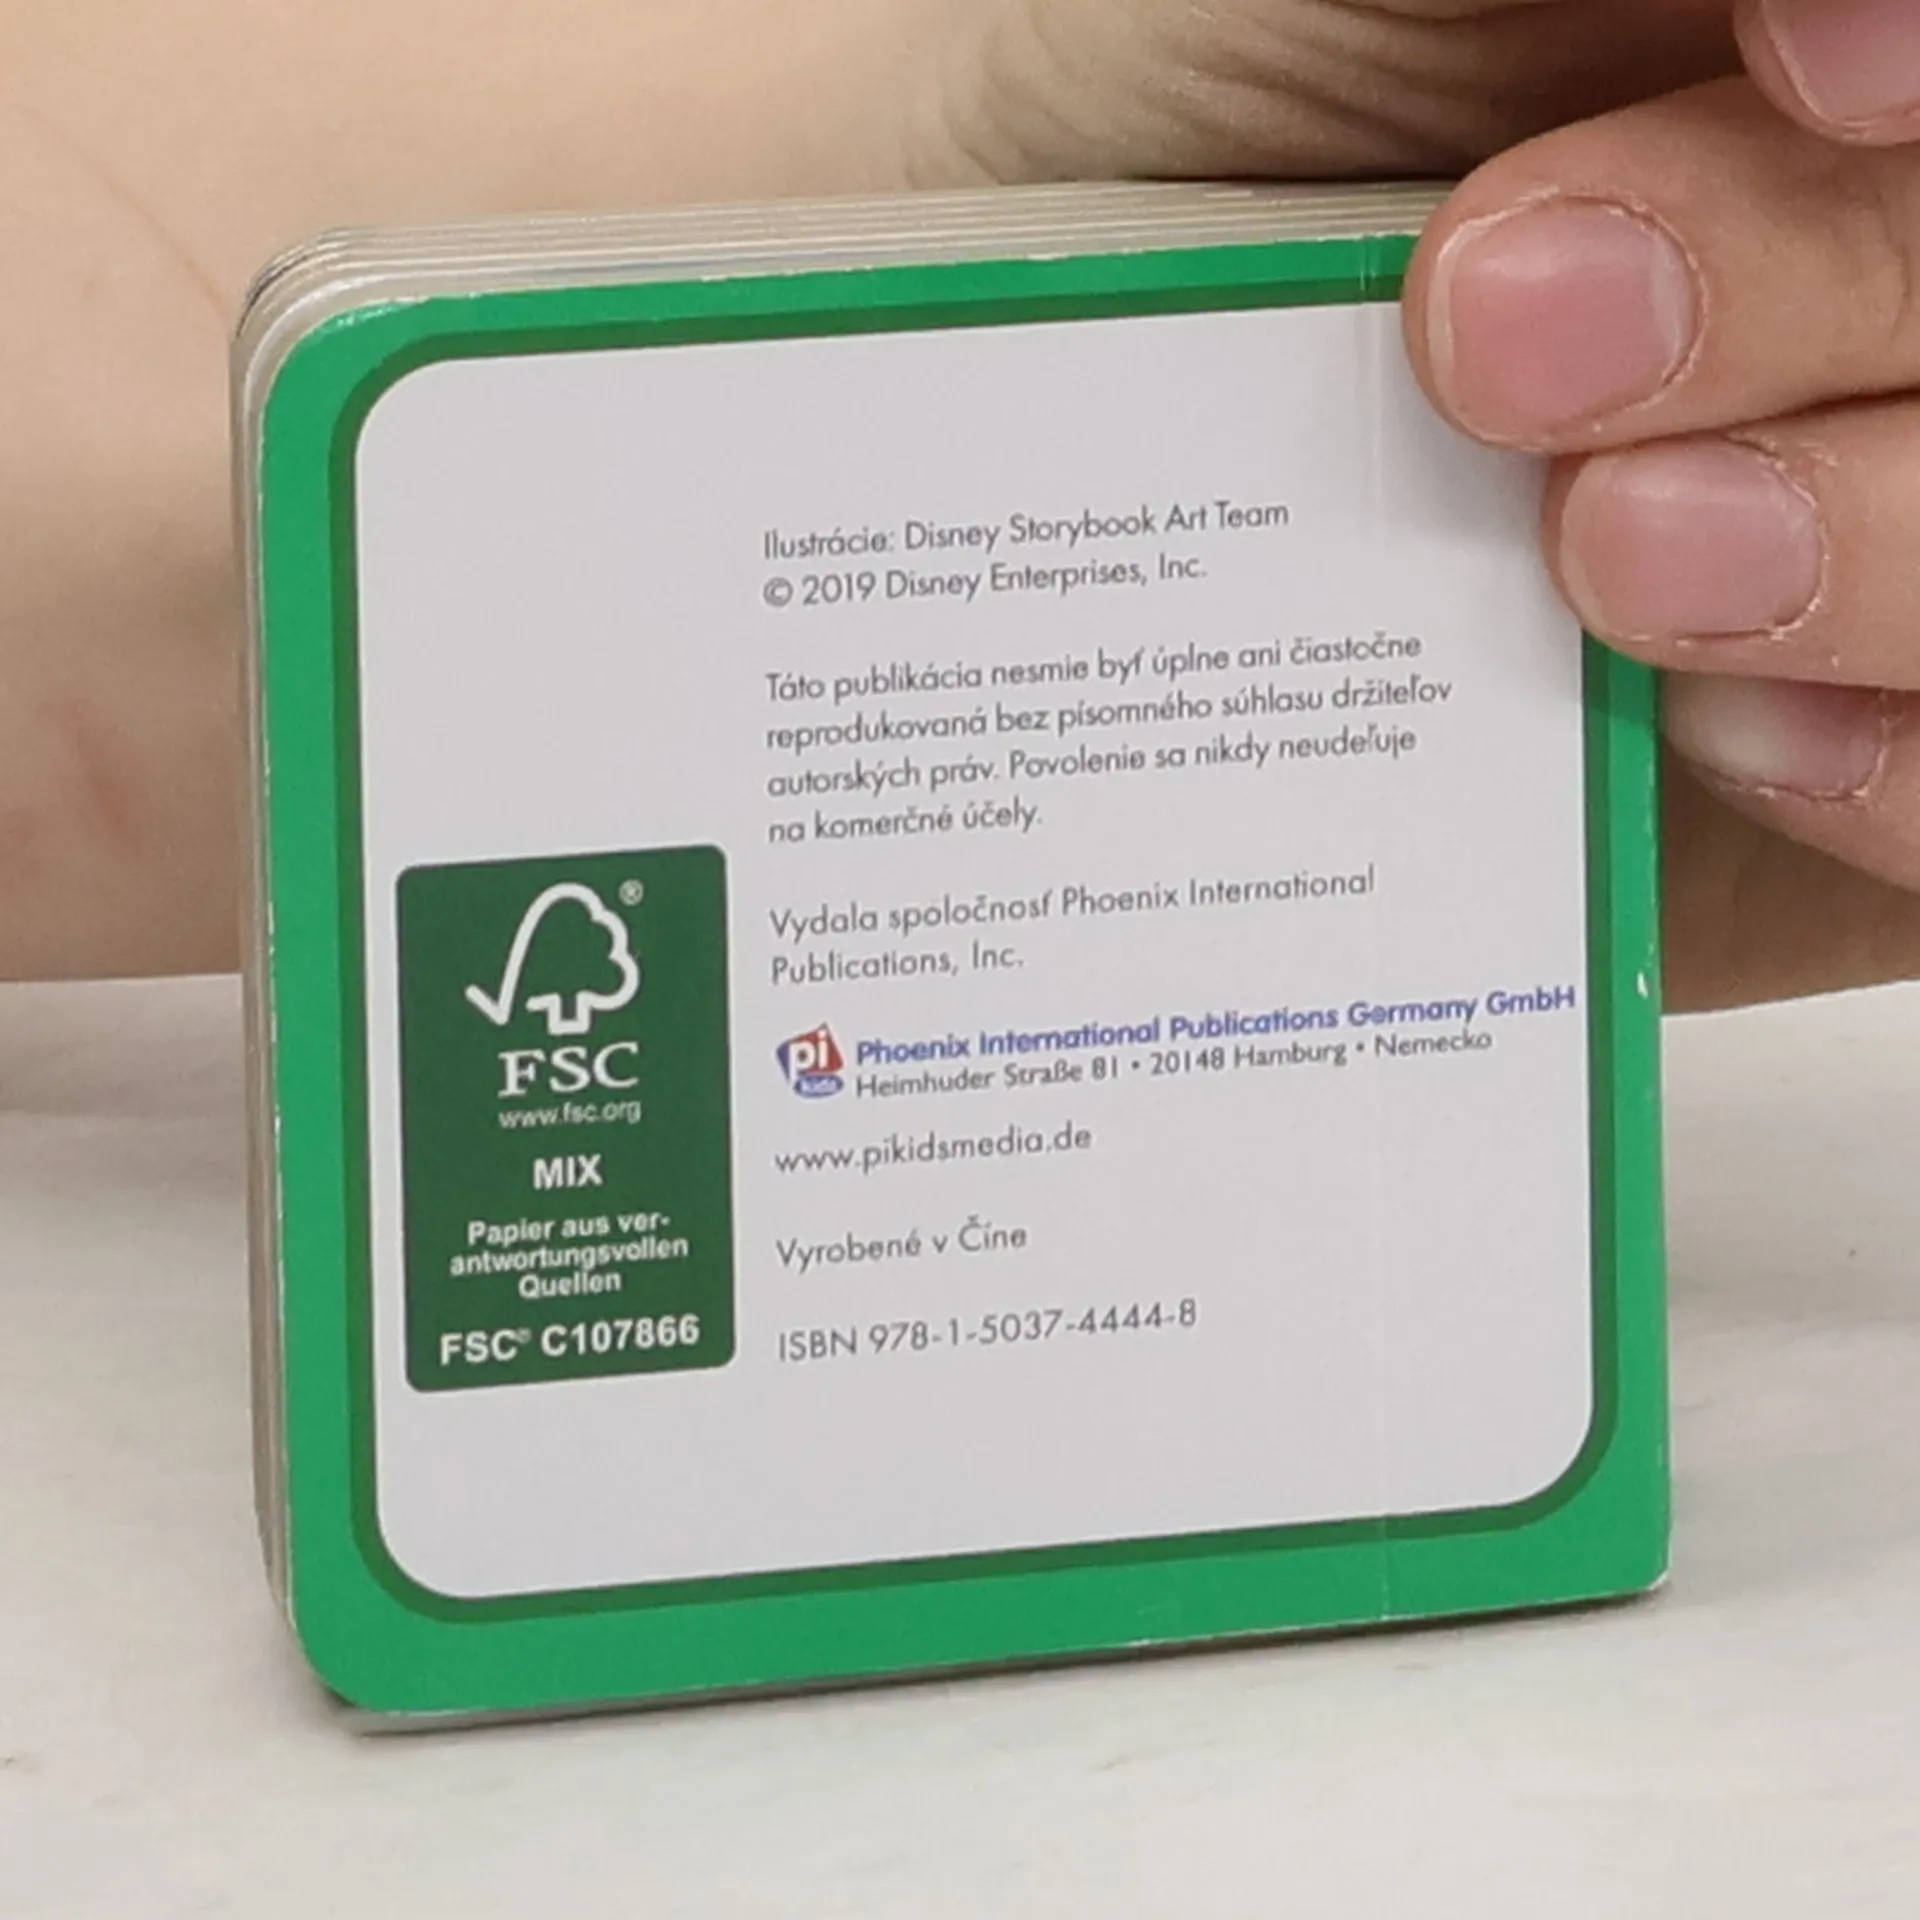 Ilustrácie: Disney Storybook Art Team
© 2019 Disney Enterprises, Inc.
Táto publikácia nesmie byť úplne ani čiastočne
reprodukovaná bez písomného súhlasu držiteľov
autorských práv. Povolenie sa nikdy neudeľuje
na komerčné účely.
Vydala spoločnosť Phoenix International
Publications, Inc.
pi kids
Phoenix International Publications Germany GmbH
Heimhuder Straße 81 • 20148 Hamburg • Nemecko
www.pikidsmedia.de
Vyrobené v Číne
ISBN 978-1-5037-4444-8
®
FSC
www.fsc.org
MIX
Papier aus ver-
antwortungsvollen
Quellen
FSC® C107866